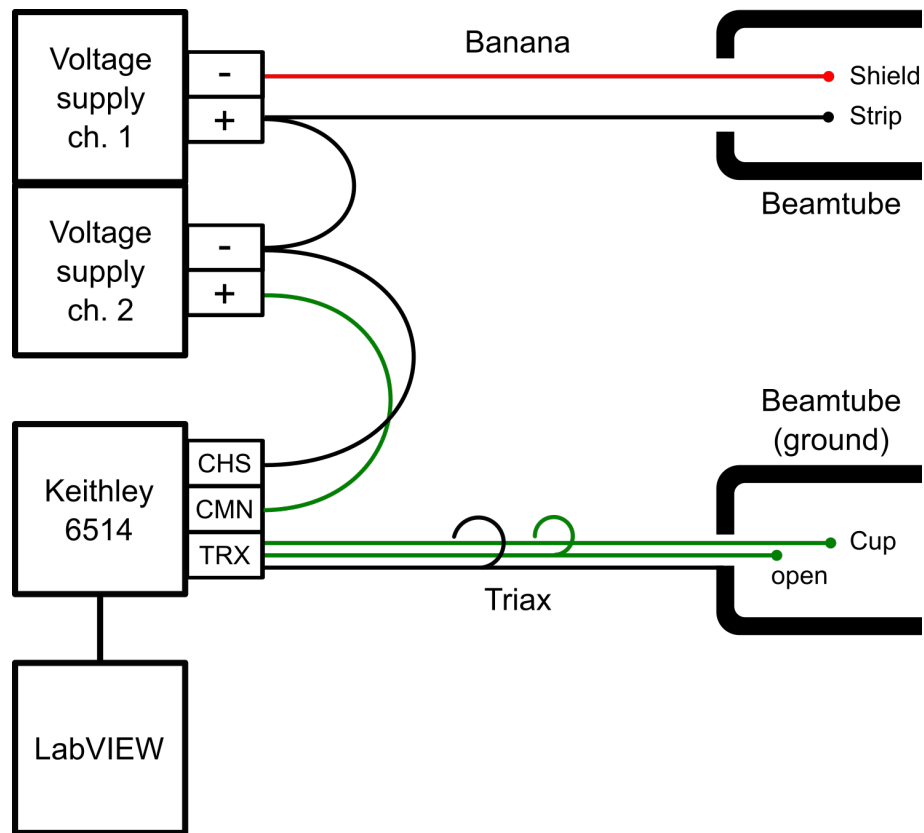 Voltage
supply
ch. 1
-
+
Banana
Shield
Strip
Beamtube
Voltage
supply
ch. 2
-
+
Beamtube
(ground)
Keithley
6514
CHS
CMN
TRX
Cup
open
Triax
LabVIEW